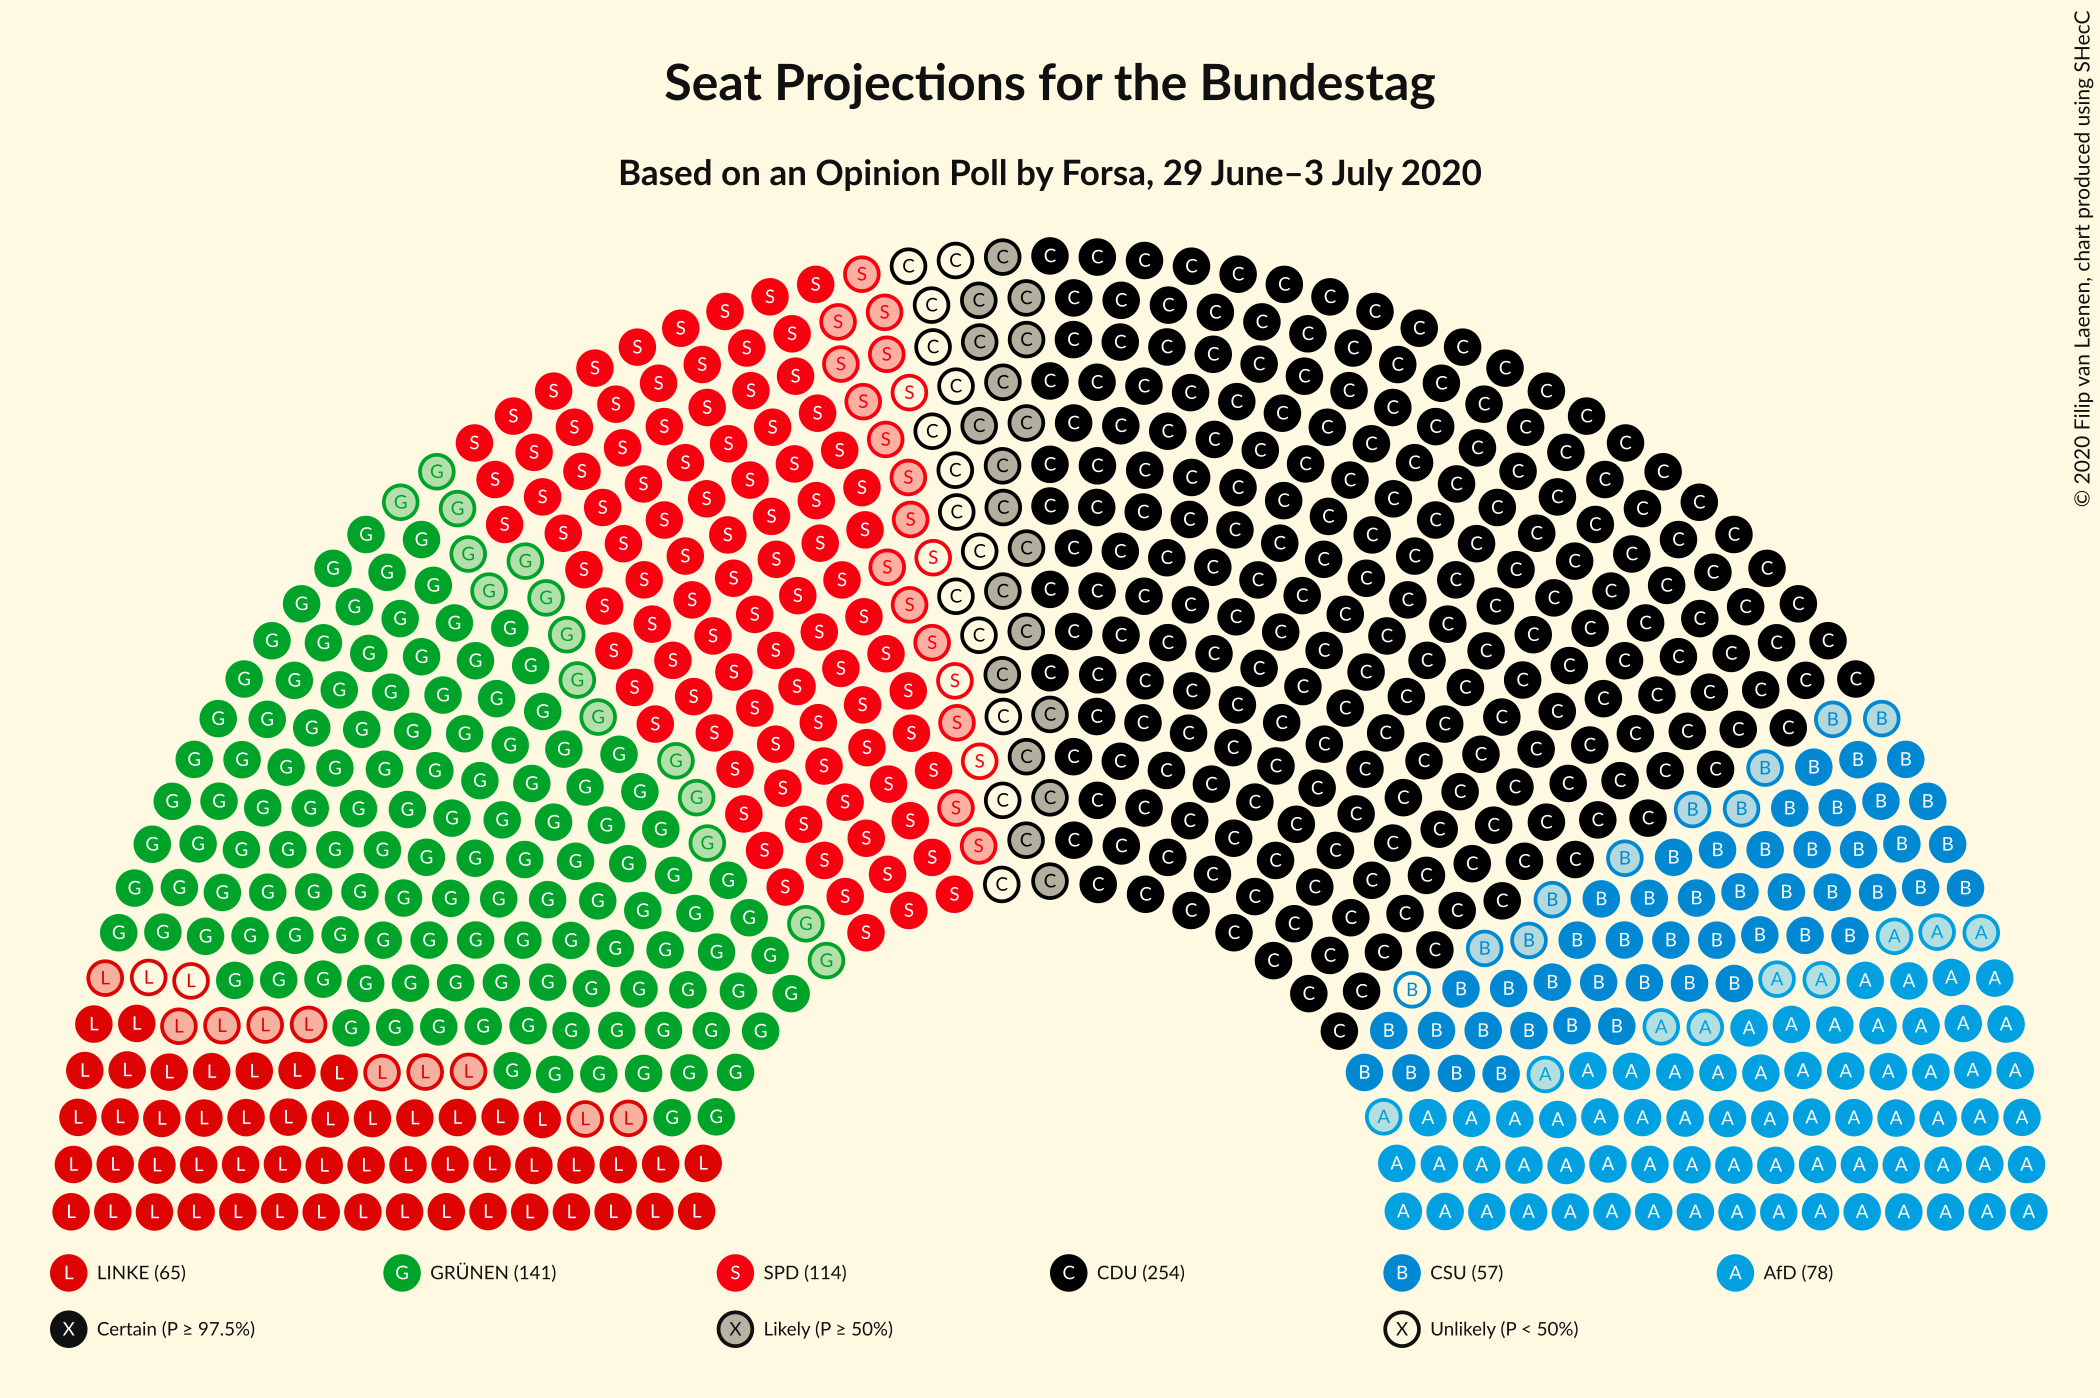 Seat Projections for the Bundestag
Based on an Opinion Poll by Forsa, 29 June–3 July 2020
© 2020 Filip van Laenen, chart produced using SHecC
L LINKE (65) G GRÜNEN (141) S SPD (114) C CDU (254) B CSU (57) A AfD (78)
X Certain (P ≥ 97.5%) X Likely (P ≥ 50%) X Unlikely (P < 50%)